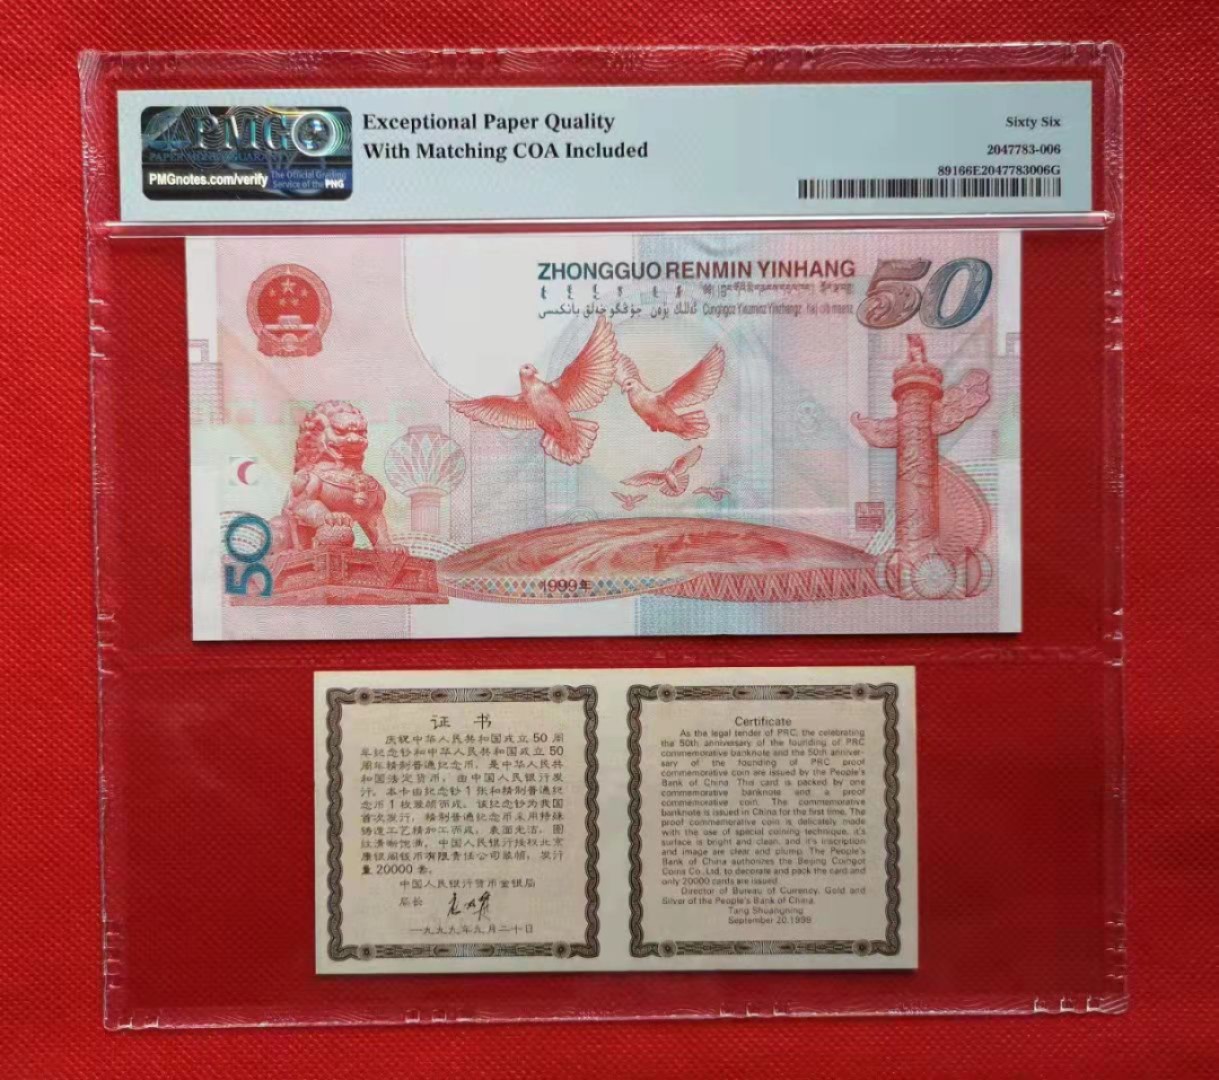 PMG
PAPER MONEY GUARANTY
PMGnotes.com/verify
The Official Grading
Service of the PNG
Exceptional Paper Quality
With Matching COA Included
Sixty Six
2047783-006
89166E2047783006G
ZHONGGUO RENMIN YINHANG
50
50
1999年
证 书
庆祝中华人民共和国成立 50 周
年纪念钞和中华人民共和国成立 50
周年精制普通纪念币，是中华人民共
和国法定货币，由中国人民银行发
行。本卡由纪念钞 1 张和精制普通纪
念币 1 枚装帧而成。该纪念钞为我国
首次发行，精制普通纪念币采用特殊
铸造工艺精加工而成，表面光洁，图
纹清晰饱满。中国人民银行授权北京
康银阁钱币有限责任公司装帧，发行
量 20000 套。
中国人民银行货币金银局
局长
一九九九年九月二十日
Certificate
As the legal tender of PRC, the celebrating
the 50th anniversary of the founding of PRC
commemorative banknote and the 50th anniver-
sary of the founding of PRC proof
commemorative coin are issued by the People's
Bank of China. This card is packed by one
commemorative banknote and a proof
commemorative coin. The commemorative
banknote is issued in China for the first time. The
proof commemorative coin is delicately made
with the use of special coining technique, it's
surface is bright and clean, and it's inscription
and image are clear and plump. The People's
Bank of China authorizes the Beijing Coingot
Coins Co., Ltd. to decorate and pack the card and
only 20000 cards are issued.
Director of Bureau of Currency, Gold and
Silver of the People's Bank of China.
Tang Shuangning
September 20, 1999